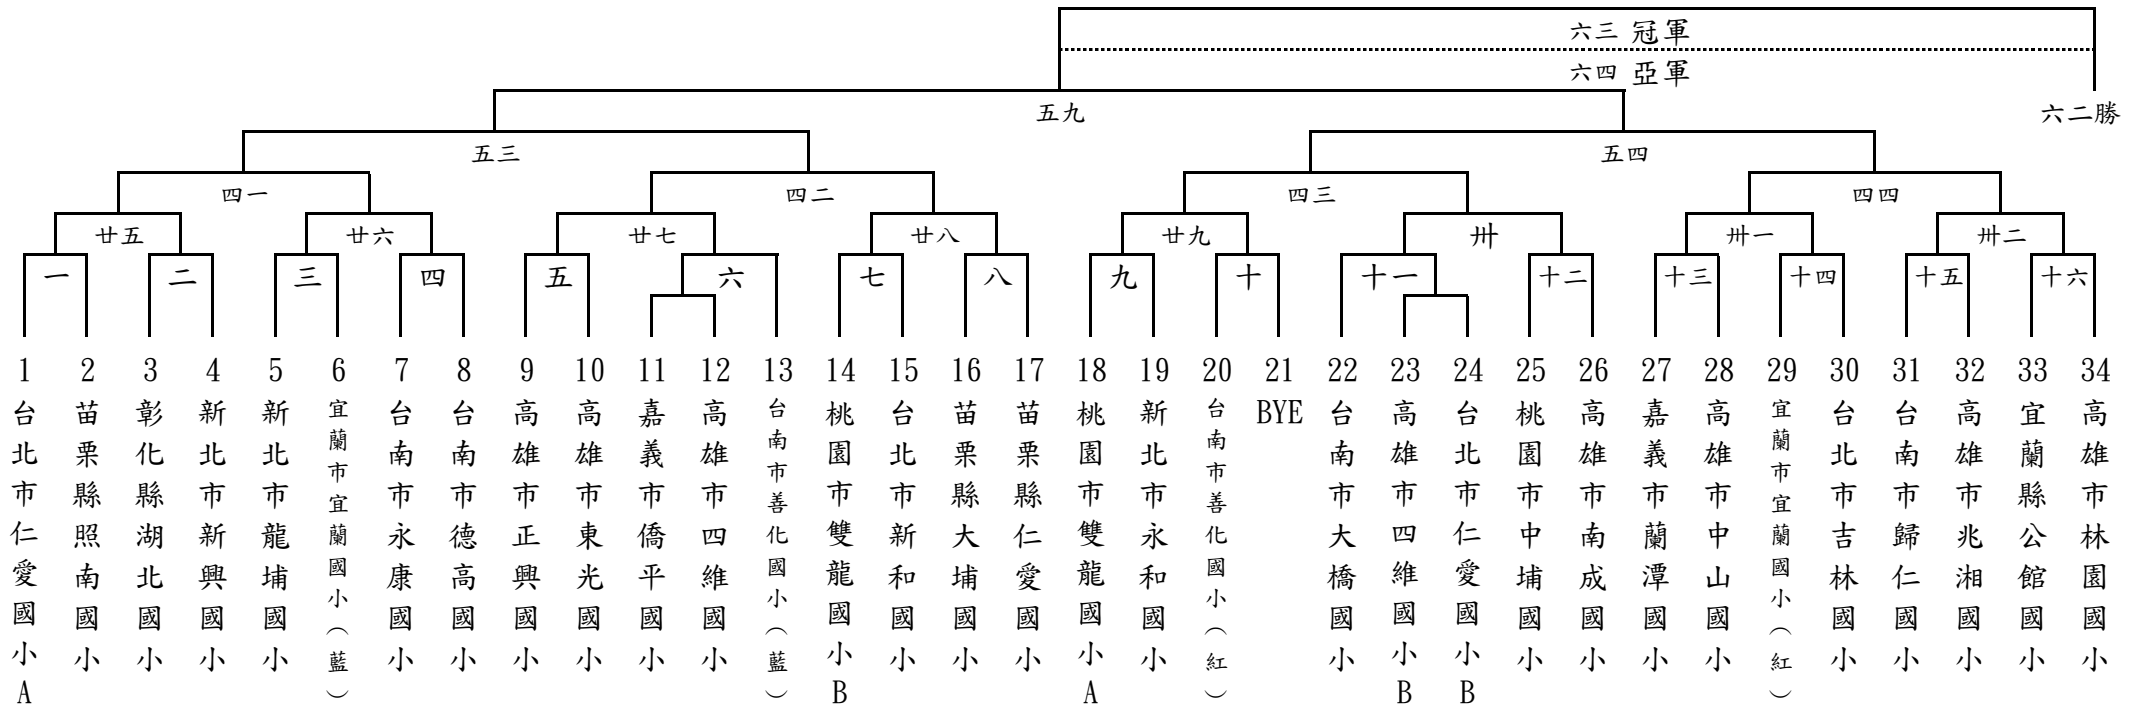 六三 冠軍
六四 亞軍
五九
六二勝
五三
五四
四一
四二
四三
四四
廿五
廿六
廿七
廿八
廿九
卅
卅一
卅二
一
二
三
四
五
六
七
八
九
十
十一
十二
十三
十四
十五
十六
1
台北市仁愛國小A
2
苗栗縣照南國小
3
彰化縣湖北國小
4
新北市新興國小
5
新北市龍埔國小
6
宜蘭市宜蘭國小（藍）
7
台南市永康國小
8
台南市德高國小
9
高雄市正興國小
10
高雄市東光國小
11
嘉義市僑平國小
12
高雄市四維國小
13
台南市善化國小（藍）
14
桃園市雙龍國小B
15
台北市新和國小
16
苗栗縣大埔國小
17
苗栗縣仁愛國小
18
桃園市雙龍國小A
19
新北市永和國小
20
台南市善化國小（紅）
21
BYE
22
台南市大橋國小
23
高雄市四維國小B
24
台北市仁愛國小B
25
桃園市中埔國小
26
高雄市南成國小
27
嘉義市蘭潭國小
28
高雄市中山國小
29
宜蘭市宜蘭國小（紅）
30
台北市吉林國小
31
台南市歸仁國小
32
高雄市兆湘國小
33
宜蘭縣公館國小
34
高雄市林園國小